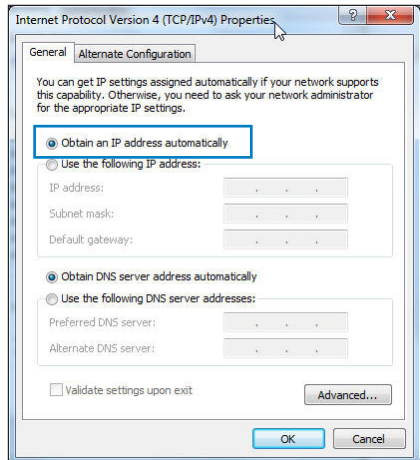 Internet Protocol Version 4 (TCP/IPv4) Properties
General
Alternate Configuration
You can get IP settings assigned automatically if your network supports
this capability. Otherwise, you need to ask your network administrator
for the appropriate IP settings.
Obtain an IP address automatically
Use the following IP address:
IP address:
Subnet mask:
Default gateway:
Obtain DNS server address automatically
Use the following DNS server addresses:
Preferred DNS server:
Alternate DNS server:
Validate settings upon exit
Advanced...
OK
Cancel